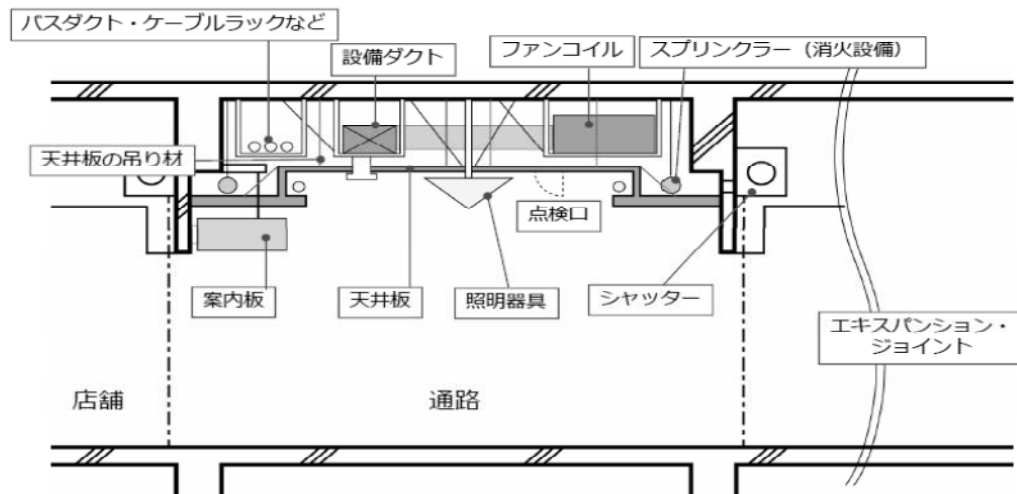 バスダクト・ケーブルラックなど
設備ダクト
ファンコイル
スプリンクラー（消火設備）
天井板の吊り材
点検口
案内板
天井板
照明器具
シャッター
エキスパンション・
ジョイント
店舗
通路